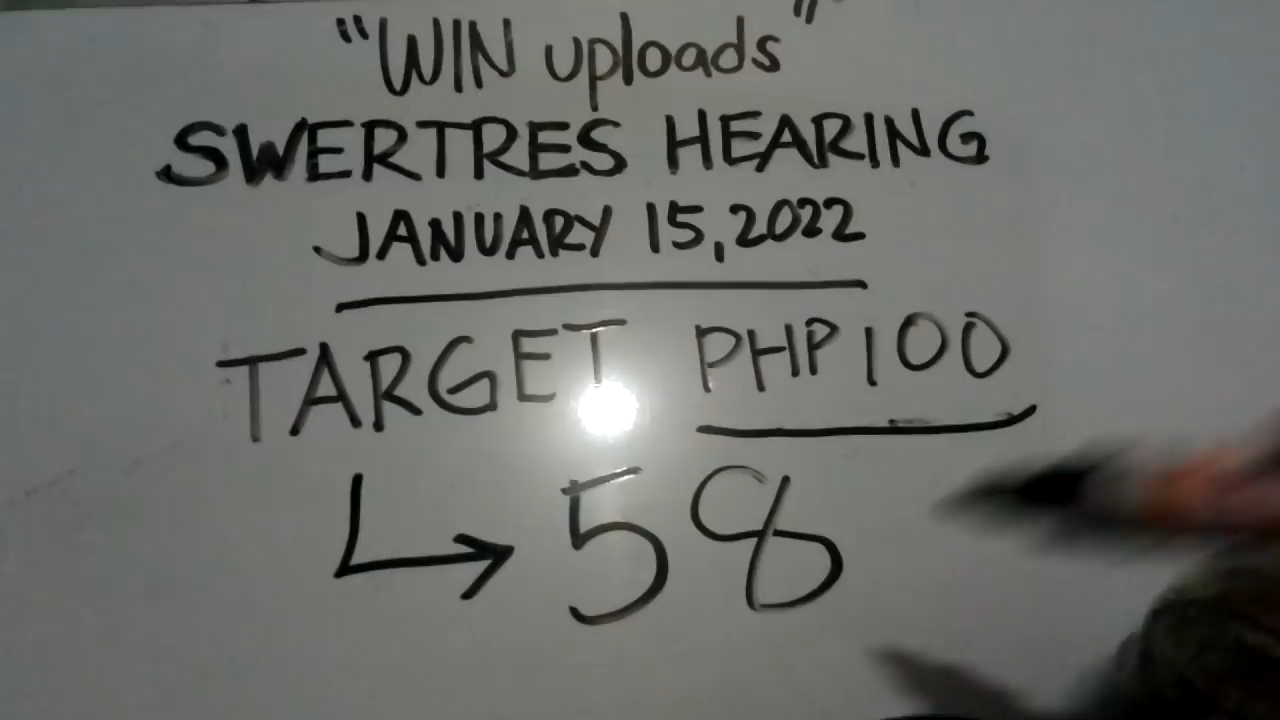 "WIN uploads"
SWERTRES HEARING
JANUARY 15, 2022
TARGET PHP100
↳ 58